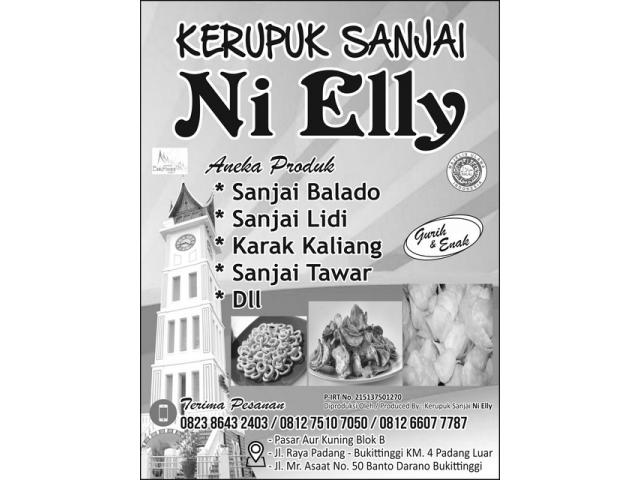 KERUPUK SANJAI
Ni Elly
Aneka Produk
* Sanjai Balado
* Sanjai Lidi
* Karak Kaliang
* Sanjai Tawar
* Dll
Gurih
& Enak
P-IRT No. 215137501270
Diproduksi Oleh / Produced By : Kerupuk Sanjai Ni Elly
Terima Pesanan
0823 8643 2403 / 0812 7510 7050 / 0812 6607 7787
- Pasar Aur Kuning Blok B
- Jl. Raya Padang - Bukittinggi KM. 4 Padang Luar
- Jl. Mr. Asaat No. 50 Banto Darano Bukittinggi